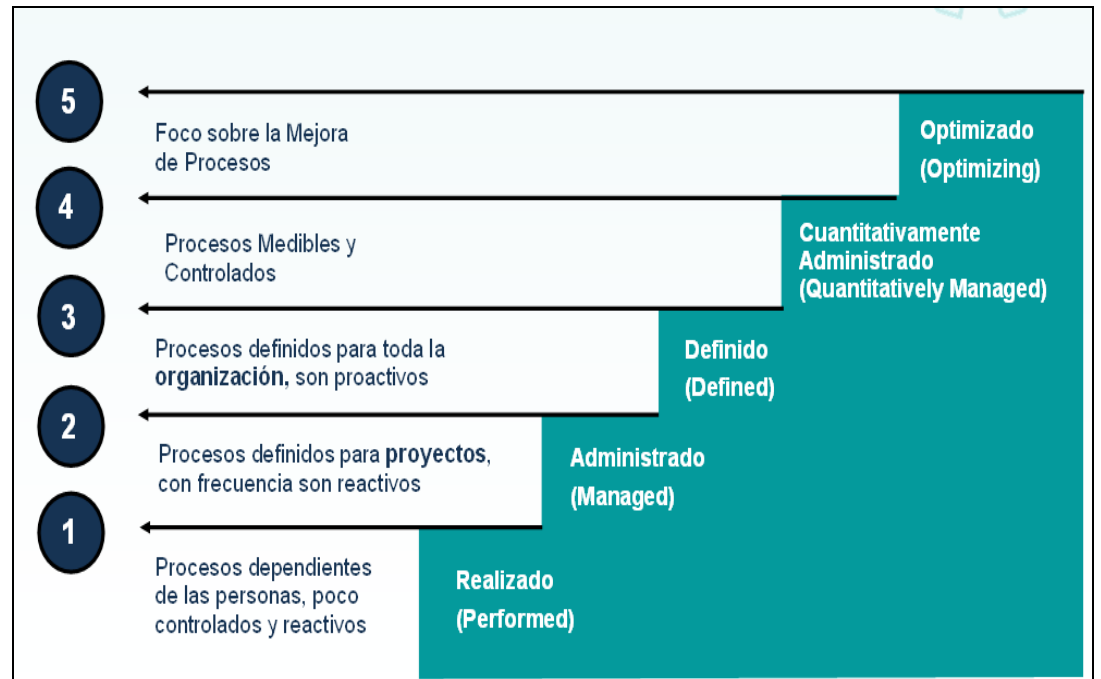 5
Foco sobre la Mejora
de Procesos
Optimizado
(Optimizing)
4
Procesos Medibles y
Controlados
Cuantitativamente
Administrado
(Quantitatively Managed)
3
Procesos definidos para toda la
organización, son proactivos
Definido
(Defined)
2
Procesos definidos para proyectos,
con frecuencia son reactivos
Administrado
(Managed)
1
Procesos dependientes
de las personas, poco
controlados y reactivos
Realizado
(Performed)